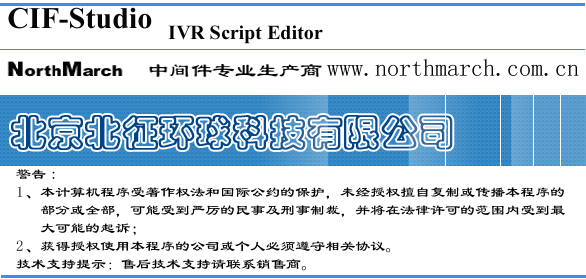 CIF-Studio IVR Script Editor
NorthMarch 中间件专业生产商 www.northmarch.com.cn
北京北征环球科技有限公司
警告：
1、本计算机程序受著作权法和国际公约的保护，未经授权擅自复制或传播本程序的
部分或全部，可能受到严厉的民事及刑事制裁，并将在法律许可的范围内受到最
大可能的起诉；
2、获得授权使用本程序的公司或个人必须遵守相关协议。
技术支持提示：售后技术支持请联系销售商。